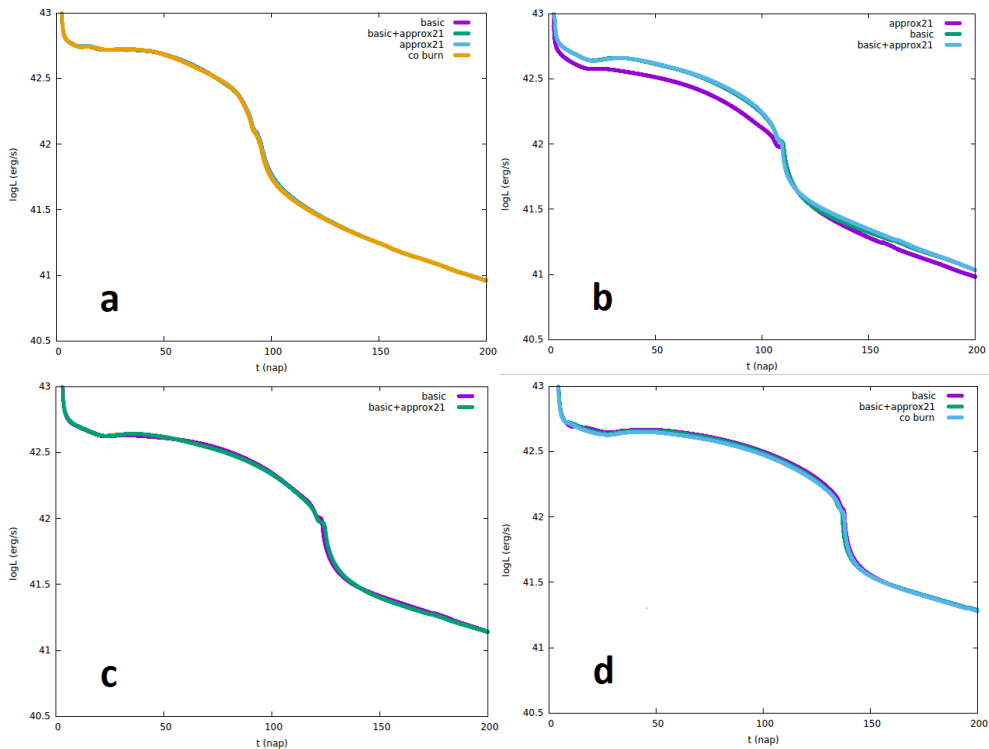 43
42.5
42
41.5
41
40.5
logL (erg/s)
0 50 100 150 200
t (nap)
basic
basic+approx21
approx21
co burn
a
43
42.5
42
41.5
41
40.5
logL (erg/s)
0 50 100 150 200
t (nap)
approx21
basic
basic+approx21
b
43
42.5
42
41.5
41
40.5
logL (erg/s)
0 50 100 150 200
t (nap)
basic
basic+approx21
c
43
42.5
42
41.5
41
40.5
logL (erg/s)
0 50 100 150 200
t (nap)
basic
basic+approx21
co burn
d